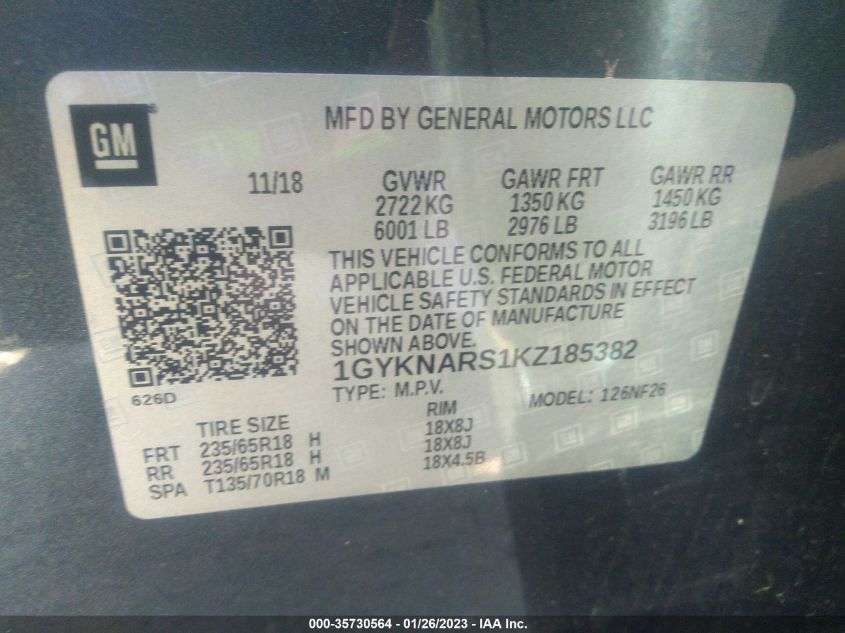 GM ®
MFD BY GENERAL MOTORS LLC
11/18 GVWR GAWR FRT GAWR RR
2722 KG 1350 KG 1450 KG
6001 LB 2976 LB 3196 LB
THIS VEHICLE CONFORMS TO ALL
APPLICABLE U.S. FEDERAL MOTOR
VEHICLE SAFETY STANDARDS IN EFFECT
ON THE DATE OF MANUFACTURE
SHOWN ABOVE.
1GYKNARS1KZ185382
626D
TYPE: M.P.V. MODEL: 126NF26
TIRE SIZE RIM
FRT 235/65R18 H 18X8J
RR 235/65R18 H 18X8J
SPA T135/70R18 M 18X4.5B
000-35730564 - 01/26/2023 - IAA Inc.